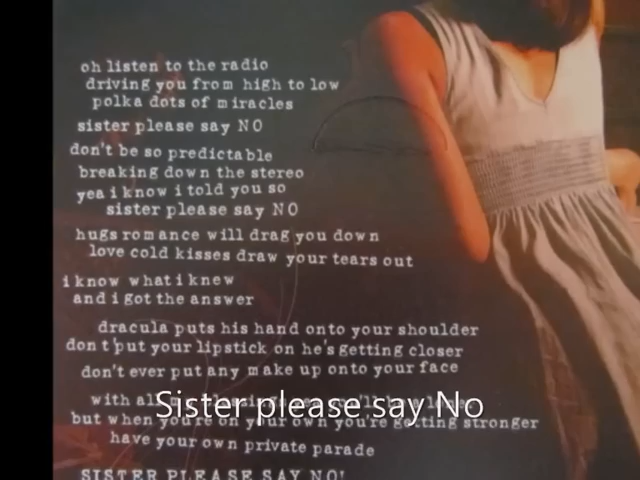 oh listen to the radio
driving you from high to low
polka dots of miracles
sister please say NO
don't be so predictable
breaking down the stereo
yea i know i told you so
sister please say NO
hugs romance will drag you down
love cold kisses draw your tears out
i know what i knew
and i got the answer
dracula puts his hand onto your shoulder
don't put your lipstick on he's getting closer
don't ever put any make up onto your face
with all
Sister please say No
but when you're on your own you're getting stronger
have your own private parade
SISTER PLEASE SAY NO!